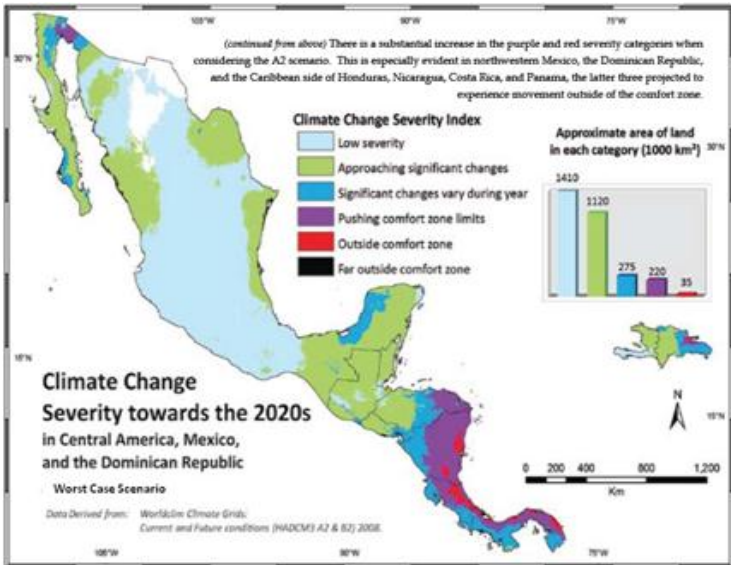 105°W
90°W
75°W
(continued from above) There is a substantial increase in the purple and red severity categories when
considering the A2 scenario. This is especially evident in northwestern Mexico, the Dominican Republic,
and the Caribbean side of Honduras, Nicaragua, Costa Rica, and Panama, the latter three projected to
experience movement outside of the comfort zone.
30°N
Climate Change Severity Index
Low severity
Approaching significant changes
Significant changes vary during year
Pushing comfort zone limits
Outside comfort zone
Far outside comfort zone
Approximate area of land
in each category (1000 km²)
30°N
1410
1120
275
220
35
15°N
Climate Change
Severity towards the 2020s
in Central America, Mexico,
and the Dominican Republic
Worst Case Scenario
Data Derived from: Worldclim Climate Grids:
Current and Future conditions (HADCM3 A2 & B2) 2008.
N
15°N
0 200 400 800 1,200
Km
105°W
90°W
75°W